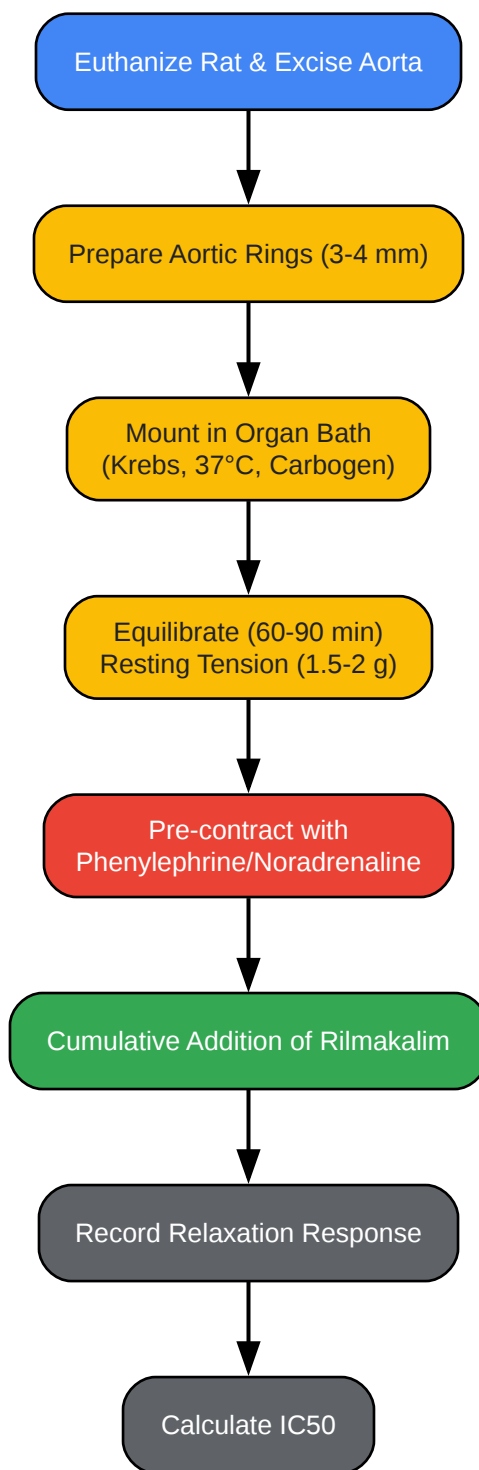 Euthanize Rat & Excise Aorta
Prepare Aortic Rings (3-4 mm)
Mount in Organ Bath
(Krebs, 37°C, Carbogen)
Equilibrate (60-90 min)
Resting Tension (1.5-2 g)
Pre-contract with
Phenylephrine/Noradrenaline
Cumulative Addition of Rilmakalim
Record Relaxation Response
Calculate IC50